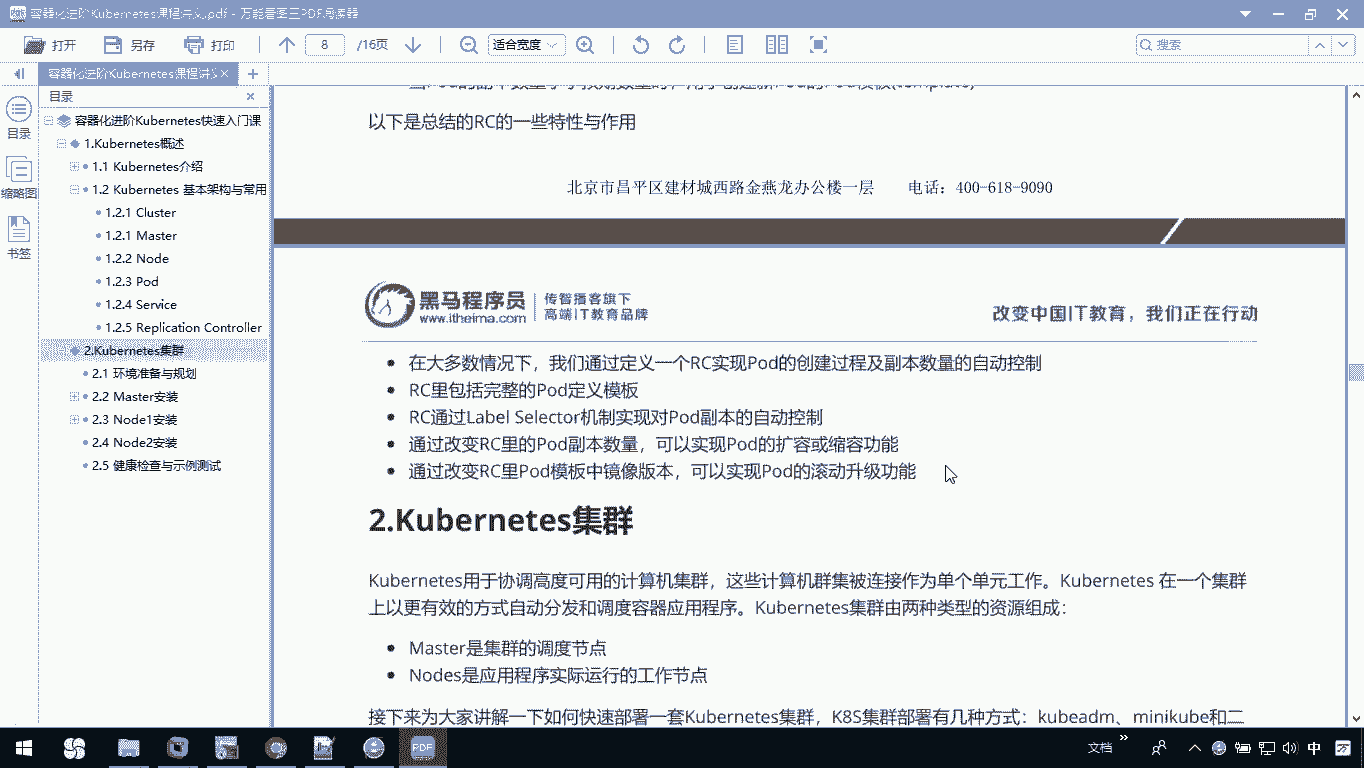 容器化进阶Kubernetes课程讲义.pdf - 万能看图王PDF阅读器
打开
另存
打印
8
/16页
适合宽度
搜索
容器化进阶Kubernetes课程讲义
目录
目录
缩略图
书签
容器化进阶Kubernetes快速入门课
1.Kubernetes概述
1.1 Kubernetes介绍
1.2 Kubernetes 基本架构与常用
1.2.1 Cluster
1.2.1 Master
1.2.2 Node
1.2.3 Pod
1.2.4 Service
1.2.5 Replication Controller
2.Kubernetes集群
2.1 环境准备与规划
2.2 Master安装
2.3 Node1安装
2.4 Node2安装
2.5 健康检查与示例测试
以下是总结的RC的一些特性与作用
北京市昌平区建材城西路金燕龙办公楼一层 电话：400-618-9090
黑马程序员
www.itheima.com
传智播客旗下
高端IT教育品牌
改变中国IT教育，我们正在行动
在大多数情况下，我们通过定义一个RC实现Pod的创建过程及副本数量的自动控制
RC里包括完整的Pod定义模板
RC通过Label Selector机制实现对Pod副本的自动控制
通过改变RC里的Pod副本数量，可以实现Pod的扩容或缩容功能
通过改变RC里Pod模板中镜像版本，可以实现Pod的滚动升级功能
2.Kubernetes集群
Kubernetes用于协调高度可用的计算机集群，这些计算机群集被连接作为单个单元工作。Kubernetes 在一个集群
上以更有效的方式自动分发和调度容器应用程序。Kubernetes集群由两种类型的资源组成：
Master是集群的调度节点
Nodes是应用程序实际运行的工作节点
接下来为大家讲解一下如何快速部署一套Kubernetes集群，K8S集群部署有几种方式：kubeadm、minikube和二
PDF
文档
中